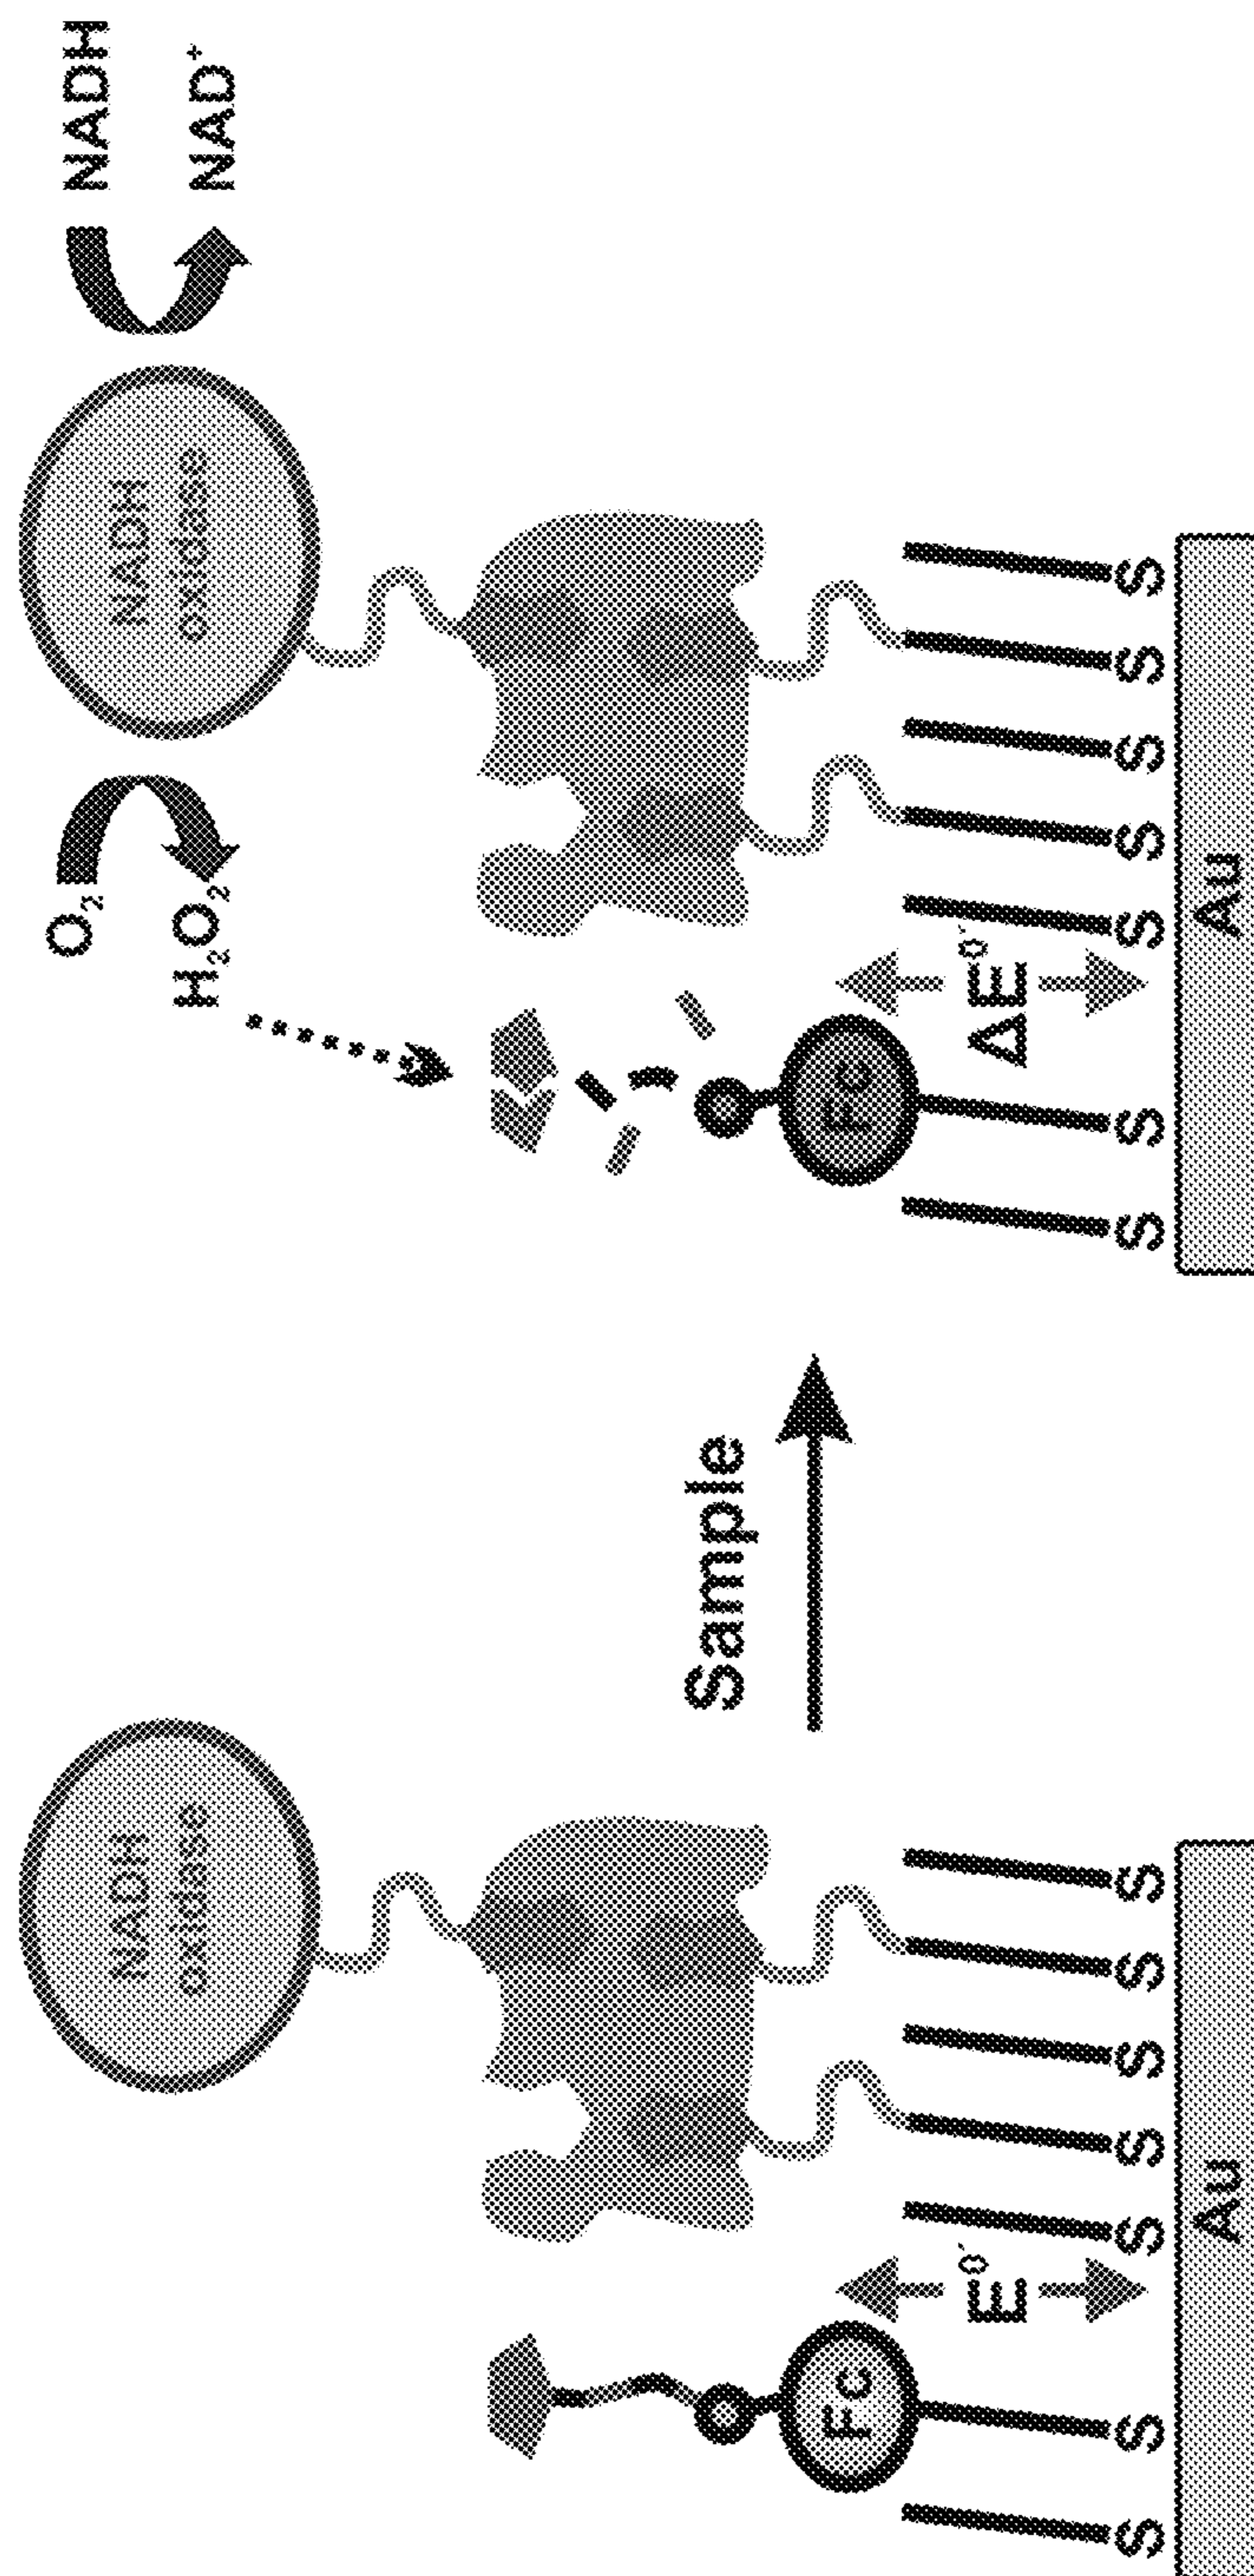 NADH
oxidase
Fc
E⁰′
S S S S S S S
Au
Sample
O₂
H₂O₂
NADH
oxidase
NADH
NAD⁺
Fc
ΔE⁰′
S S S S S S S
Au